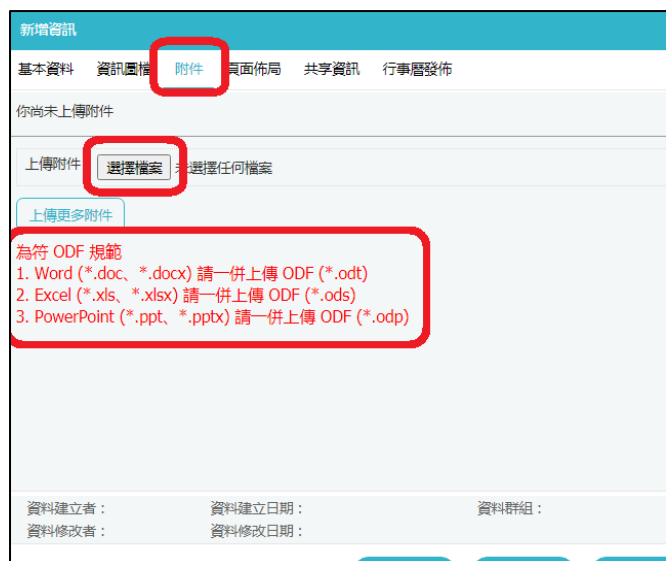 新增資訊
基本資料 資訊圖檔 附件 頁面佈局 共享資訊 行事曆發佈
你尚未上傳附件
上傳附件 選擇檔案 未選擇任何檔案
上傳更多附件
為符 ODF 規範
1. Word (*.doc、*.docx) 請一併上傳 ODF (*.odt)
2. Excel (*.xls、*.xlsx) 請一併上傳 ODF (*.ods)
3. PowerPoint (*.ppt、*.pptx) 請一併上傳 ODF (*.odp)
資料建立者： 資料建立日期： 資料群組：
資料修改者： 資料修改日期：